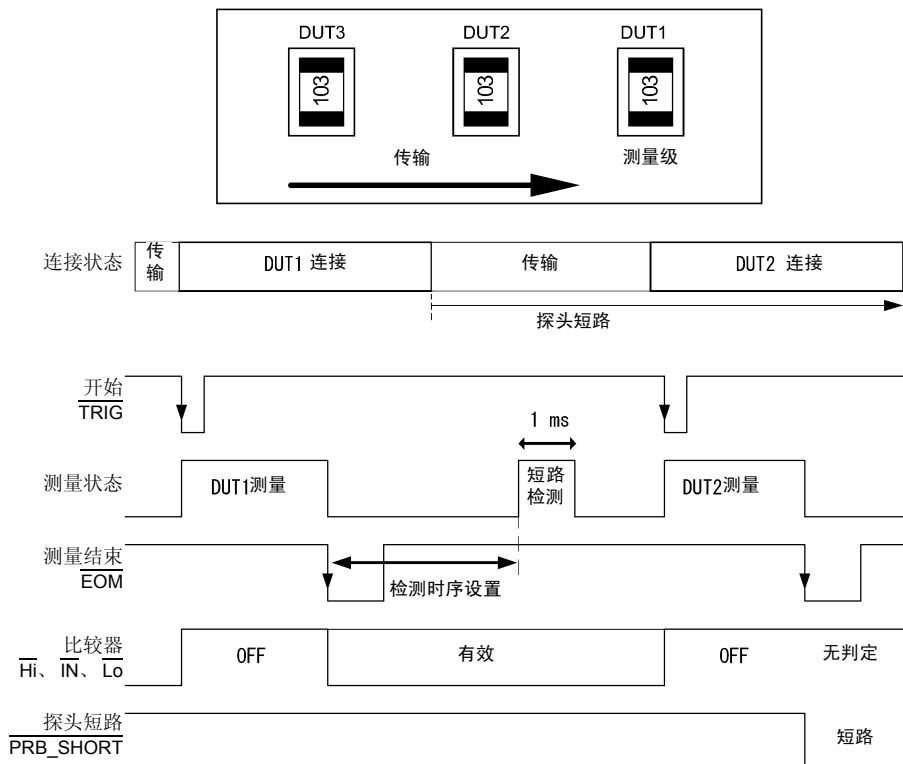 DUT3 DUT2 DUT1
103 103 103
传输 测量级
连接状态 传输 DUT1 连接 传输 DUT2 连接
探头短路
开始
TRIG
1 ms
测量状态 DUT1测量 短路检测 DUT2测量
测量结束
EOM
检测时序设置
比较器
Hi、 IN、 Lo
OFF 有效 OFF 无判定
探头短路
PRB_SHORT
短路